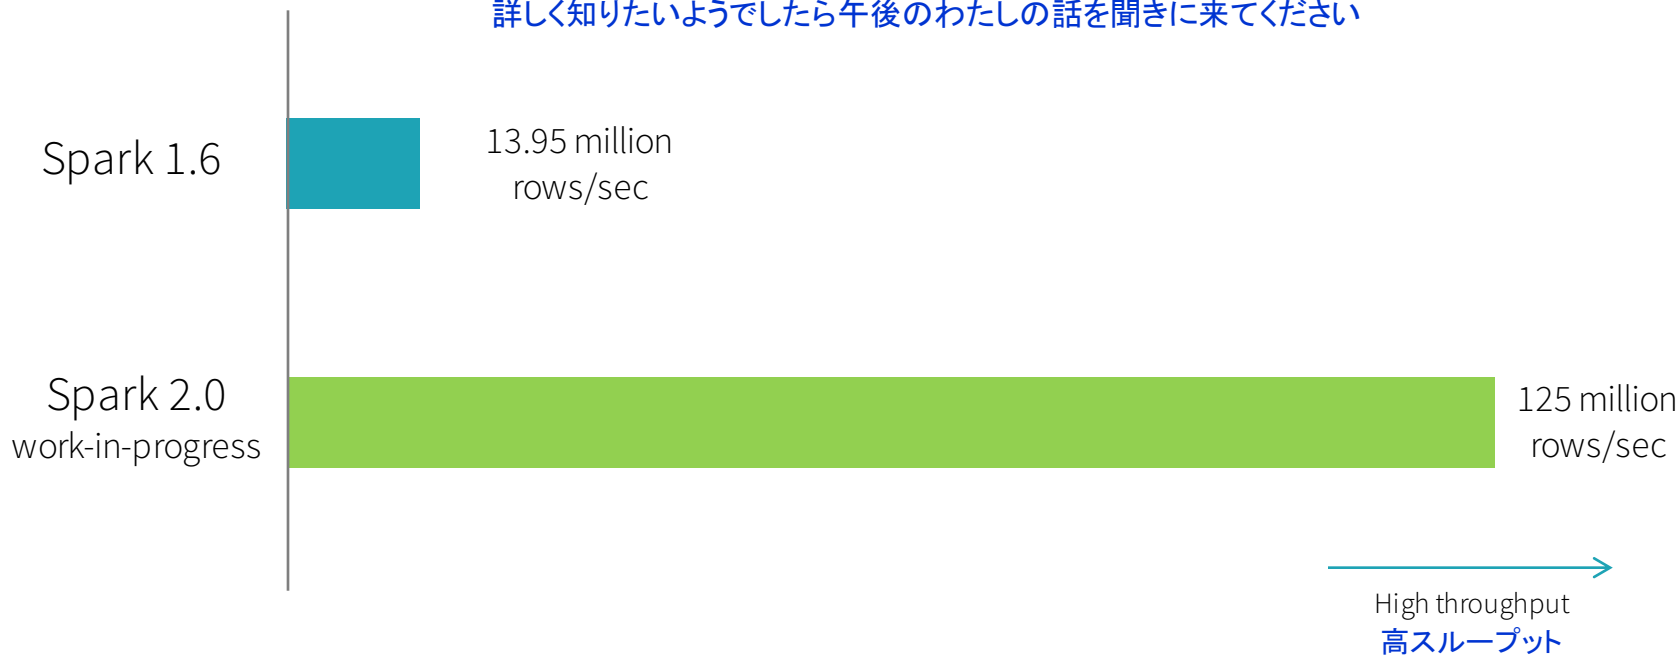 詳しく知りたいようでしたら午後のわたしの話を聞きに来てください
Spark 1.6
13.95 million
rows/sec
Spark 2.0
work-in-progress
125 million
rows/sec
High throughput
高スループット